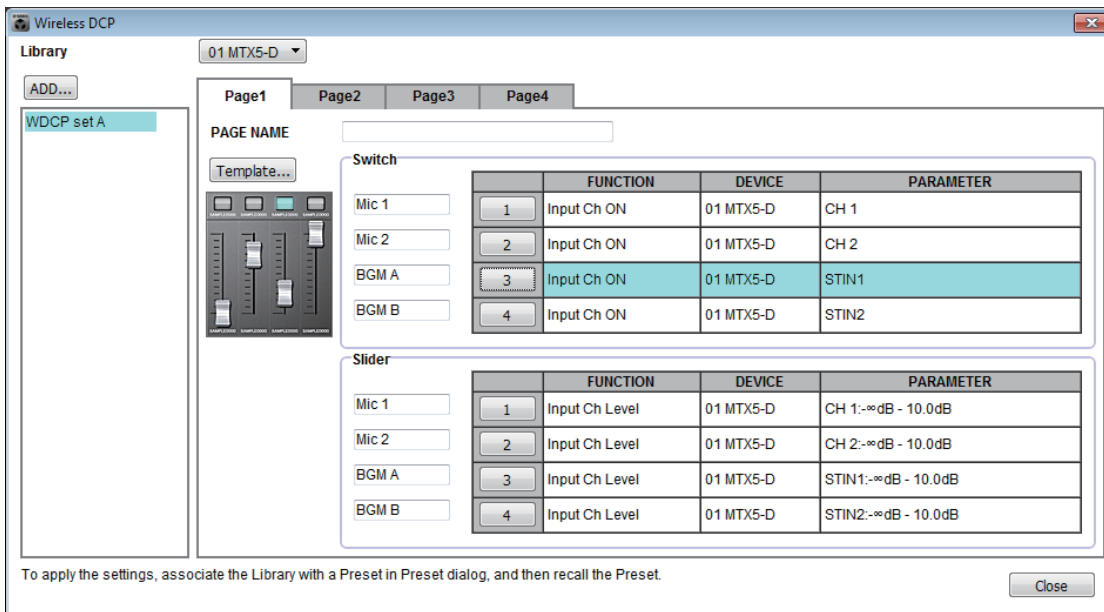 Wireless DCP
Library
01 MTX5-D
ADD...
Page1 Page2 Page3 Page4
WDCP set A
PAGE NAME
Template...
Switch
FUNCTION DEVICE PARAMETER
Mic 1 1 Input Ch ON 01 MTX5-D CH 1
Mic 2 2 Input Ch ON 01 MTX5-D CH 2
BGM A 3 Input Ch ON 01 MTX5-D STIN1
BGM B 4 Input Ch ON 01 MTX5-D STIN2
Slider
FUNCTION DEVICE PARAMETER
Mic 1 1 Input Ch Level 01 MTX5-D CH 1:-∞dB - 10.0dB
Mic 2 2 Input Ch Level 01 MTX5-D CH 2:-∞dB - 10.0dB
BGM A 3 Input Ch Level 01 MTX5-D STIN1:-∞dB - 10.0dB
BGM B 4 Input Ch Level 01 MTX5-D STIN2:-∞dB - 10.0dB
To apply the settings, associate the Library with a Preset in Preset dialog, and then recall the Preset.
Close